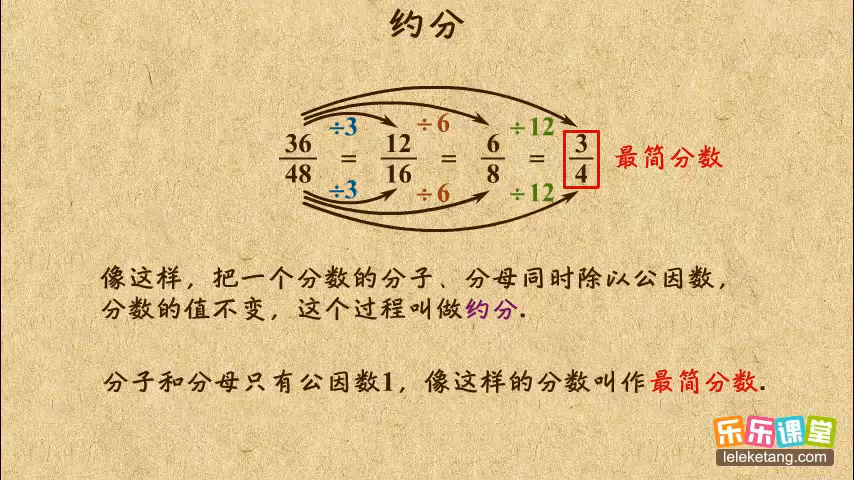 约分
÷3 ÷6 ÷12
36/48 = 12/16 = 6/8 = 3/4 最简分数
÷3 ÷6 ÷12
像这样，把一个分数的分子、分母同时除以公因数，
分数的值不变，这个过程叫做约分.
分子和分母只有公因数1，像这样的分数叫作最简分数.
乐乐课堂
leleketang.com